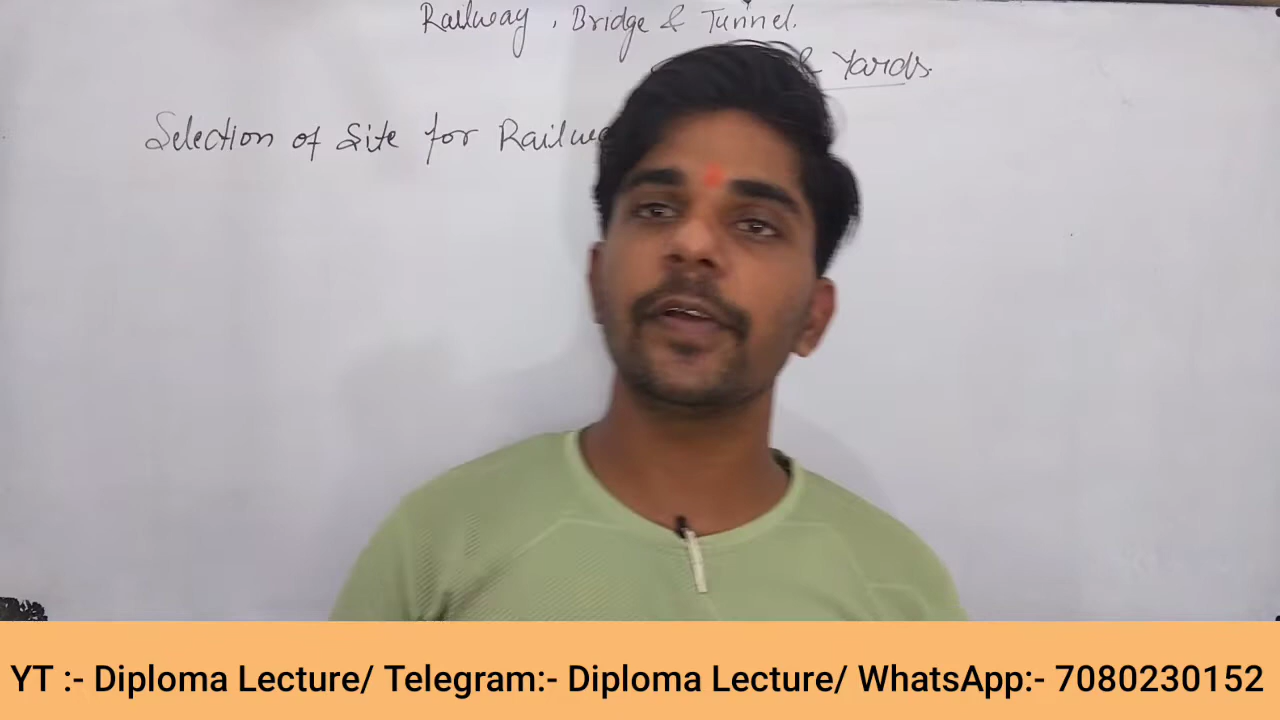 Railway, Bridge & Tunnel.
& Yards
Selection of Site for
YT :- Diploma Lecture/ Telegram:- Diploma Lecture/ WhatsApp:- 7080230152